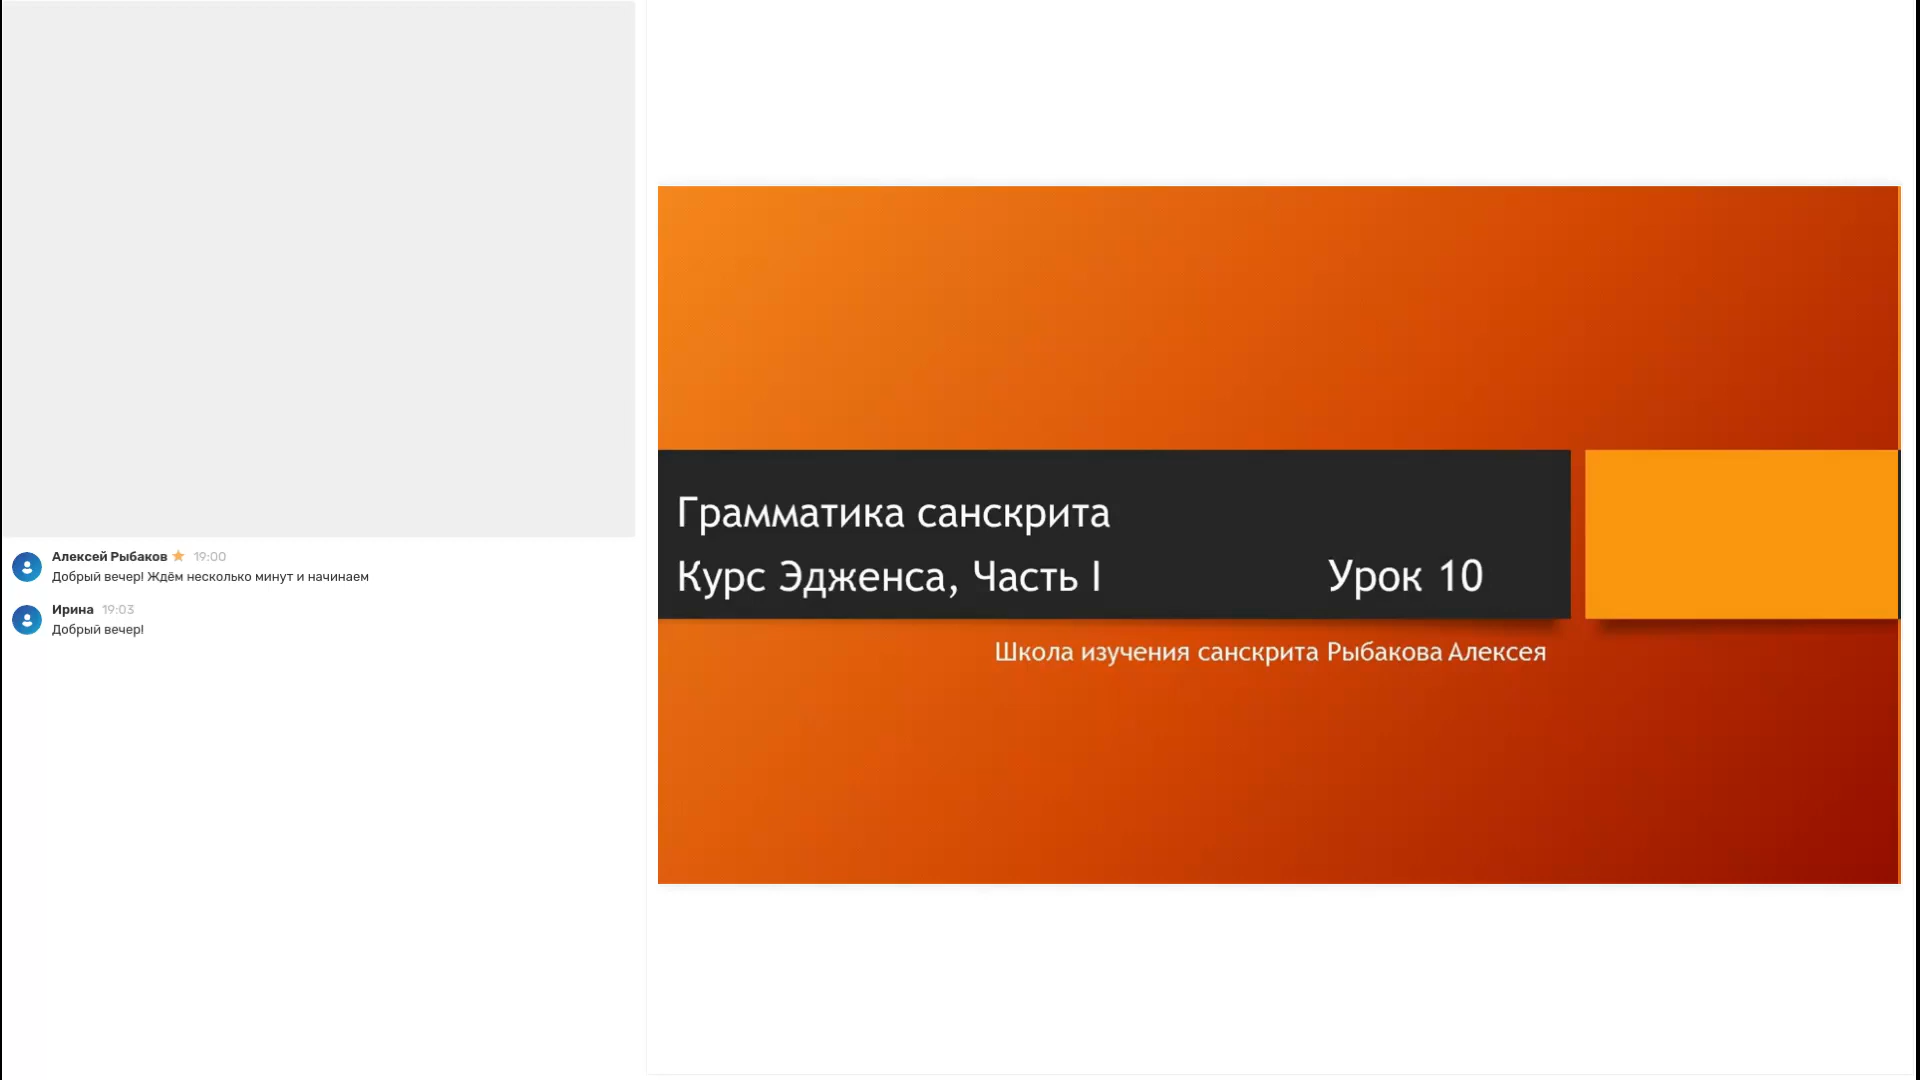 Алексей Рыбаков 19:00
Добрый вечер! Ждём несколько минут и начинаем
Ирина 19:03
Добрый вечер!
Грамматика санскрита
Курс Эдженса, Часть I Урок 10
Школа изучения санскрита Рыбакова Алексея